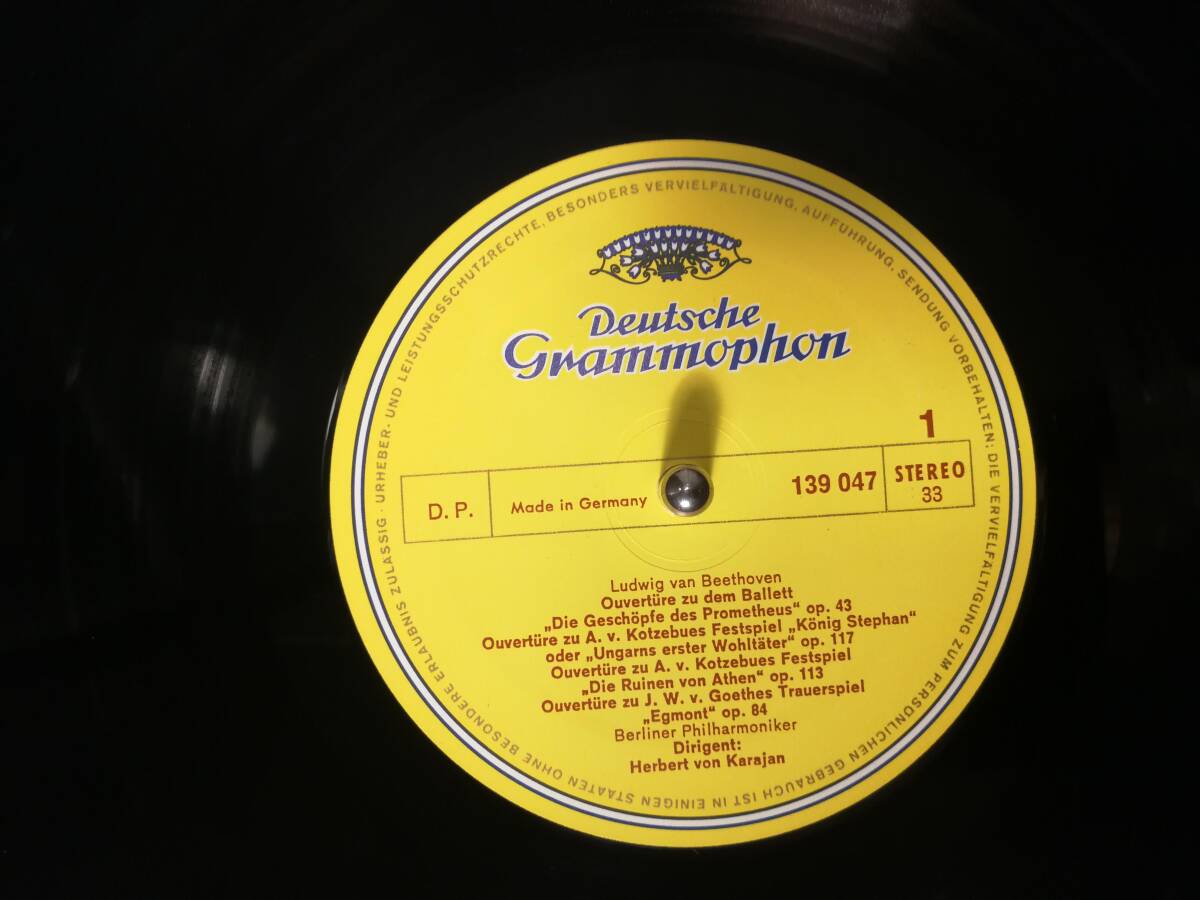 Deutsche
Grammophon
1
D. P.
Made in Germany
139 047
STEREO
33
Ludwig van Beethoven
Ouvertüre zu dem Ballett
„Die Geschöpfe des Prometheus“ op. 43
Ouvertüre zu A. v. Kotzebues Festspiel „König Stephan“
oder „Ungarns erster Wohltäter“ op. 117
Ouvertüre zu A. v. Kotzebues Festspiel
„Die Ruinen von Athen“ op. 113
Ouvertüre zu J. W. v. Goethes Trauerspiel
„Egmont“ op. 84
Berliner Philharmoniker
Dirigent:
Herbert von Karajan
URHEBER- UND LEISTUNGSSCHUTZRECHTE, BESONDERS VERVIELFÄLTIGUNG, AUFFÜHRUNG, SENDUNG VORBEHALTEN; DIE VERVIELFÄLTIGUNG ZUM PERSÖNLICHEN GEBRAUCH IST IN EINIGEN STAATEN OHNE BESONDERE ERLAUBNIS ZULÄSSIG ·